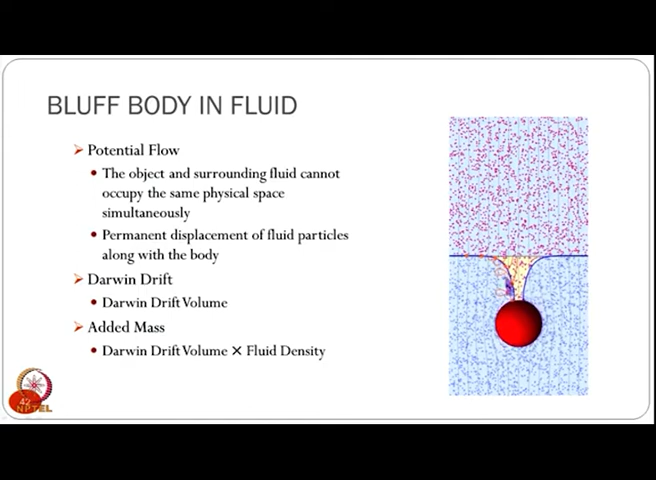 BLUFF BODY IN FLUID
Potential Flow
The object and surrounding fluid cannot
occupy the same physical space
simultaneously
Permanent displacement of fluid particles
along with the body
Darwin Drift
Darwin Drift Volume
Added Mass
Darwin Drift Volume × Fluid Density
42
NPTEL